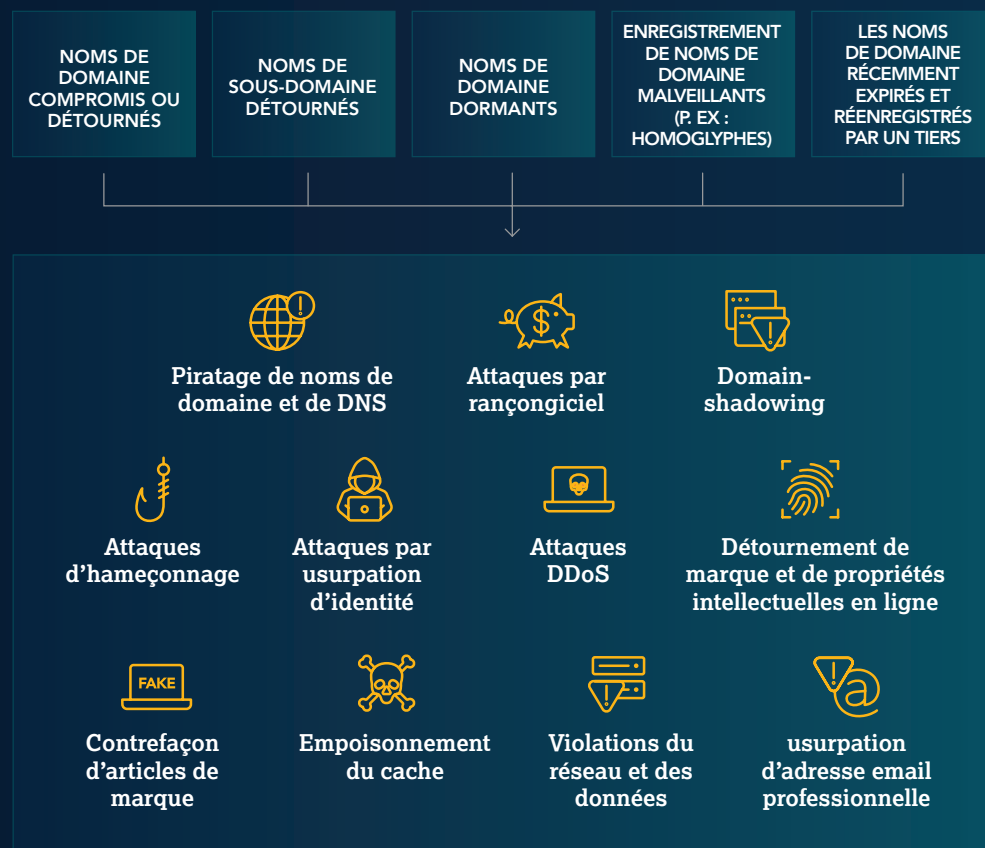 NOMS DE
DOMAINE
COMPROMIS OU
DÉTOURNÉS
NOMS DE
SOUS-DOMAINE
DÉTOURNÉS
NOMS DE
DOMAINE
DORMANTS
ENREGISTREMENT
DE NOMS DE
DOMAINE
MALVEILLANTS
(P. EX :
HOMOGLYPHES)
LES NOMS
DE DOMAINE
RÉCEMMENT
EXPIRÉS ET
RÉENREGISTRÉS
PAR UN TIERS
Piratage de noms de
domaine et de DNS
$
Attaques par
rançongiciel
Domain-
shadowing
Attaques
d’hameçonnage
Attaques par
usurpation
d’identité
Attaques
DDoS
Détournement de
marque et de propriétés
intellectuelles en ligne
FAKE
Contrefaçon
d’articles de
marque
Empoisonnement
du cache
Violations du
réseau et des
données
@
usurpation
d’adresse email
professionnelle